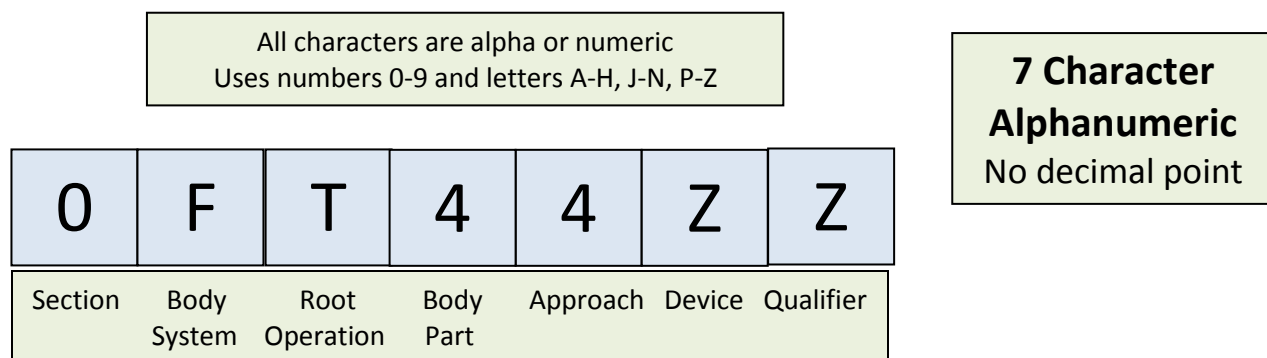 All characters are alpha or numeric
Uses numbers 0-9 and letters A-H, J-N, P-Z
7 Character
Alphanumeric
No decimal point
0 F T 4 4 Z Z
Section Body System Root Operation Body Part Approach Device Qualifier